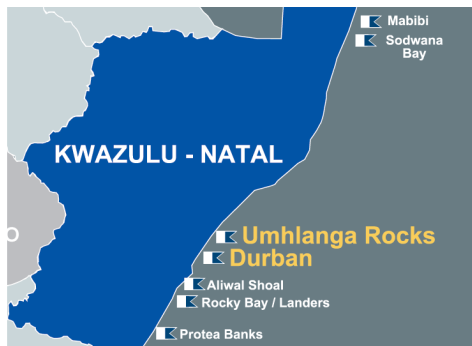 Mabibi
Sodwana
Bay
KWAZULU - NATAL
O
Umhlanga Rocks
Durban
Aliwal Shoal
Rocky Bay / Landers
Protea Banks